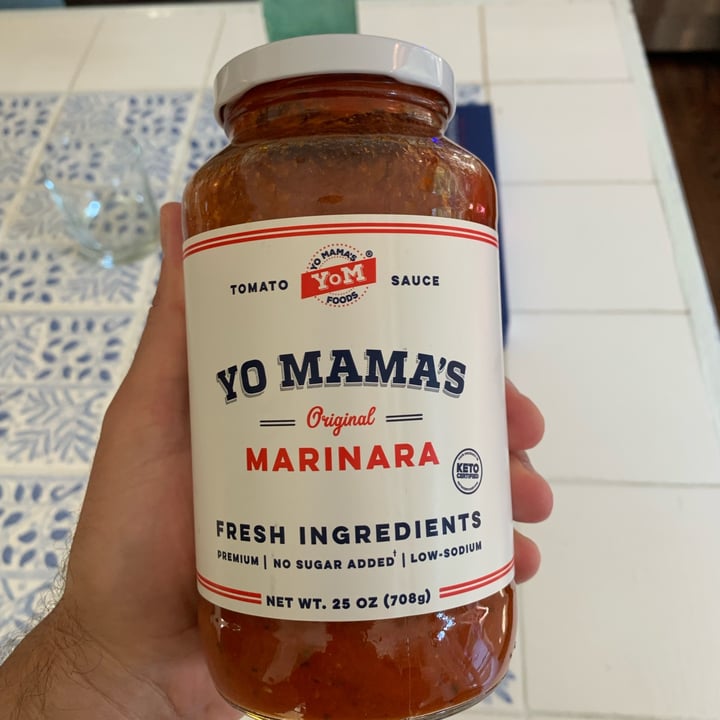 YO MAMA'S
TOMATO YoM ® SAUCE
FOODS
YO MAMA'S
Original
MARINARA
KETO
CERTIFIED
FRESH INGREDIENTS
PREMIUM | NO SUGAR ADDED† | LOW-SODIUM
NET WT. 25 OZ (708g)